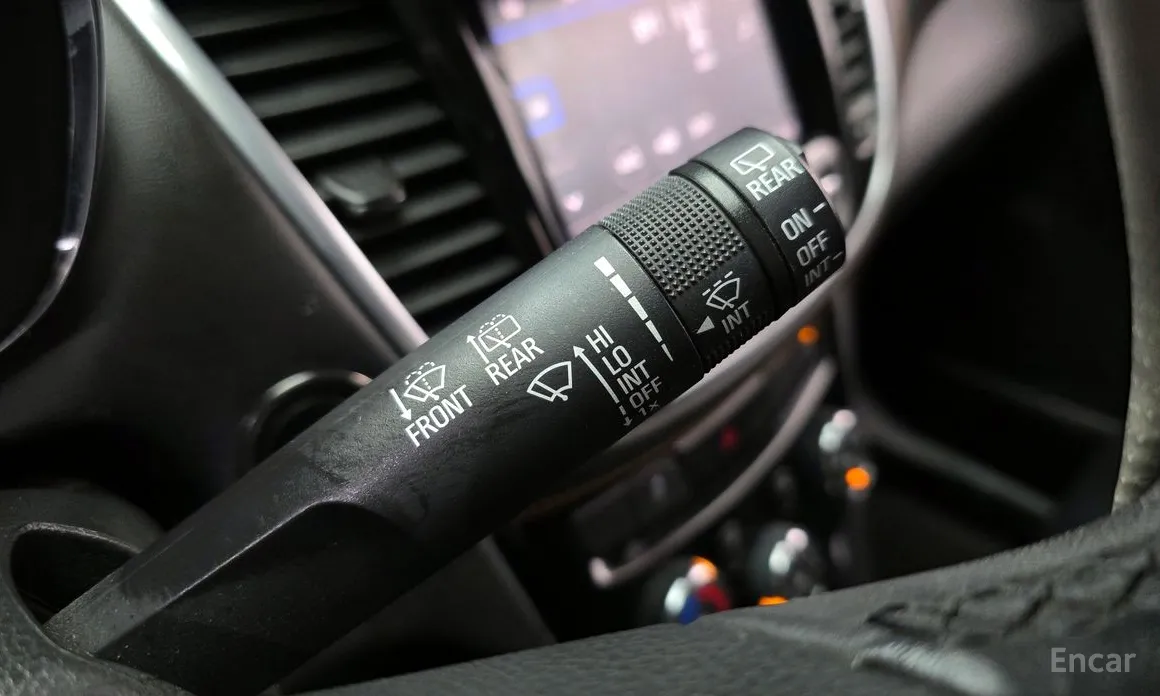 REAR
ON
OFF
INT
INT
HI
LO
INT
OFF
1x
REAR
FRONT
Encar